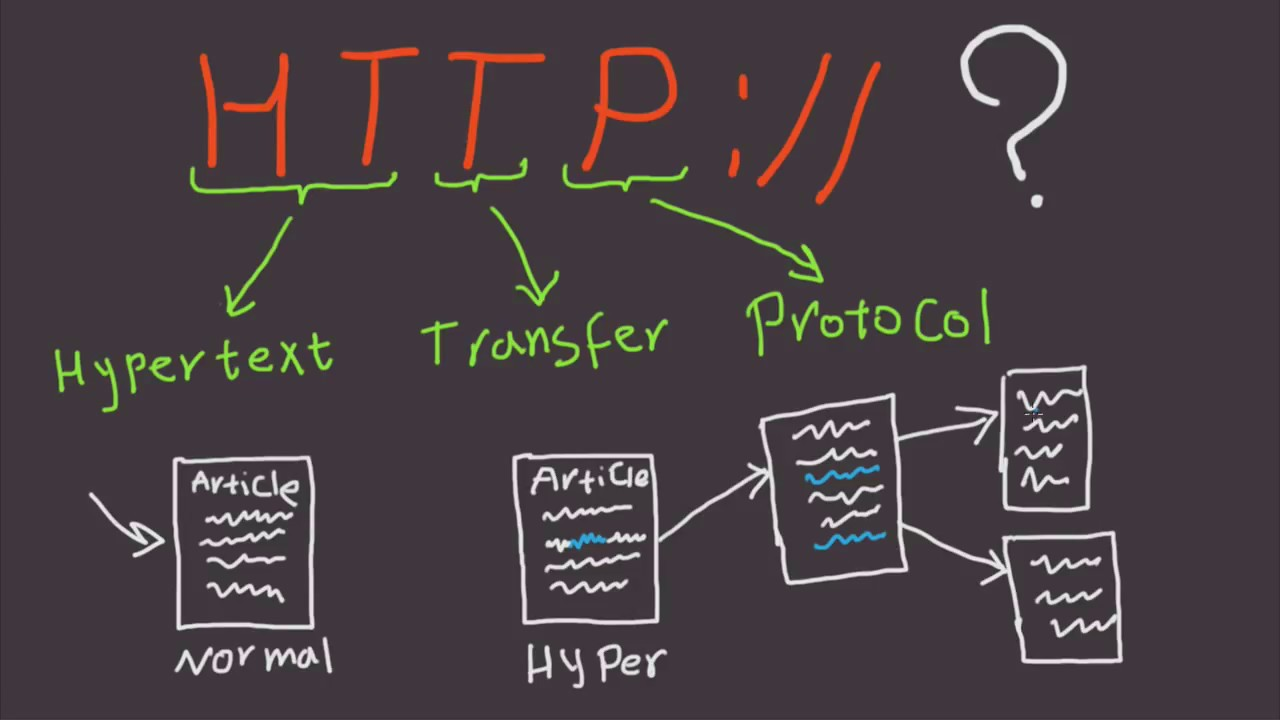 HTTP:// ?
Hypertext Transfer Protocol
Article
Article
Normal
Hyper